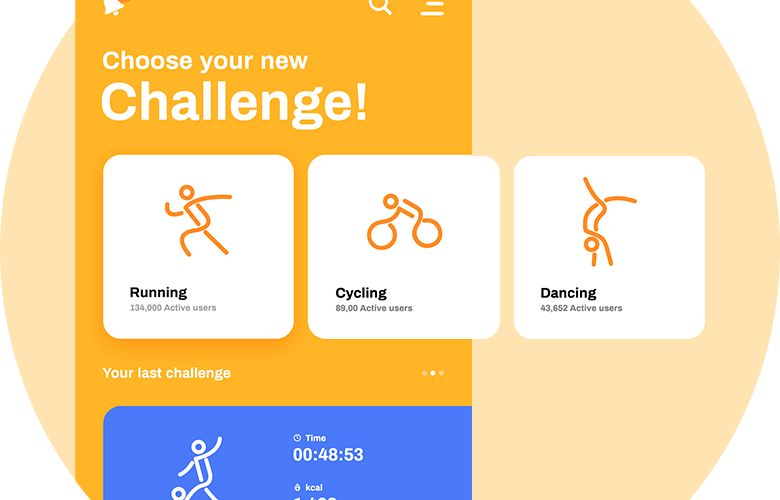 Choose your new
Challenge!
Running
134,000 Active users
Cycling
89,00 Active users
Dancing
43,652 Active users
Your last challenge
Time
00:48:53
kcal